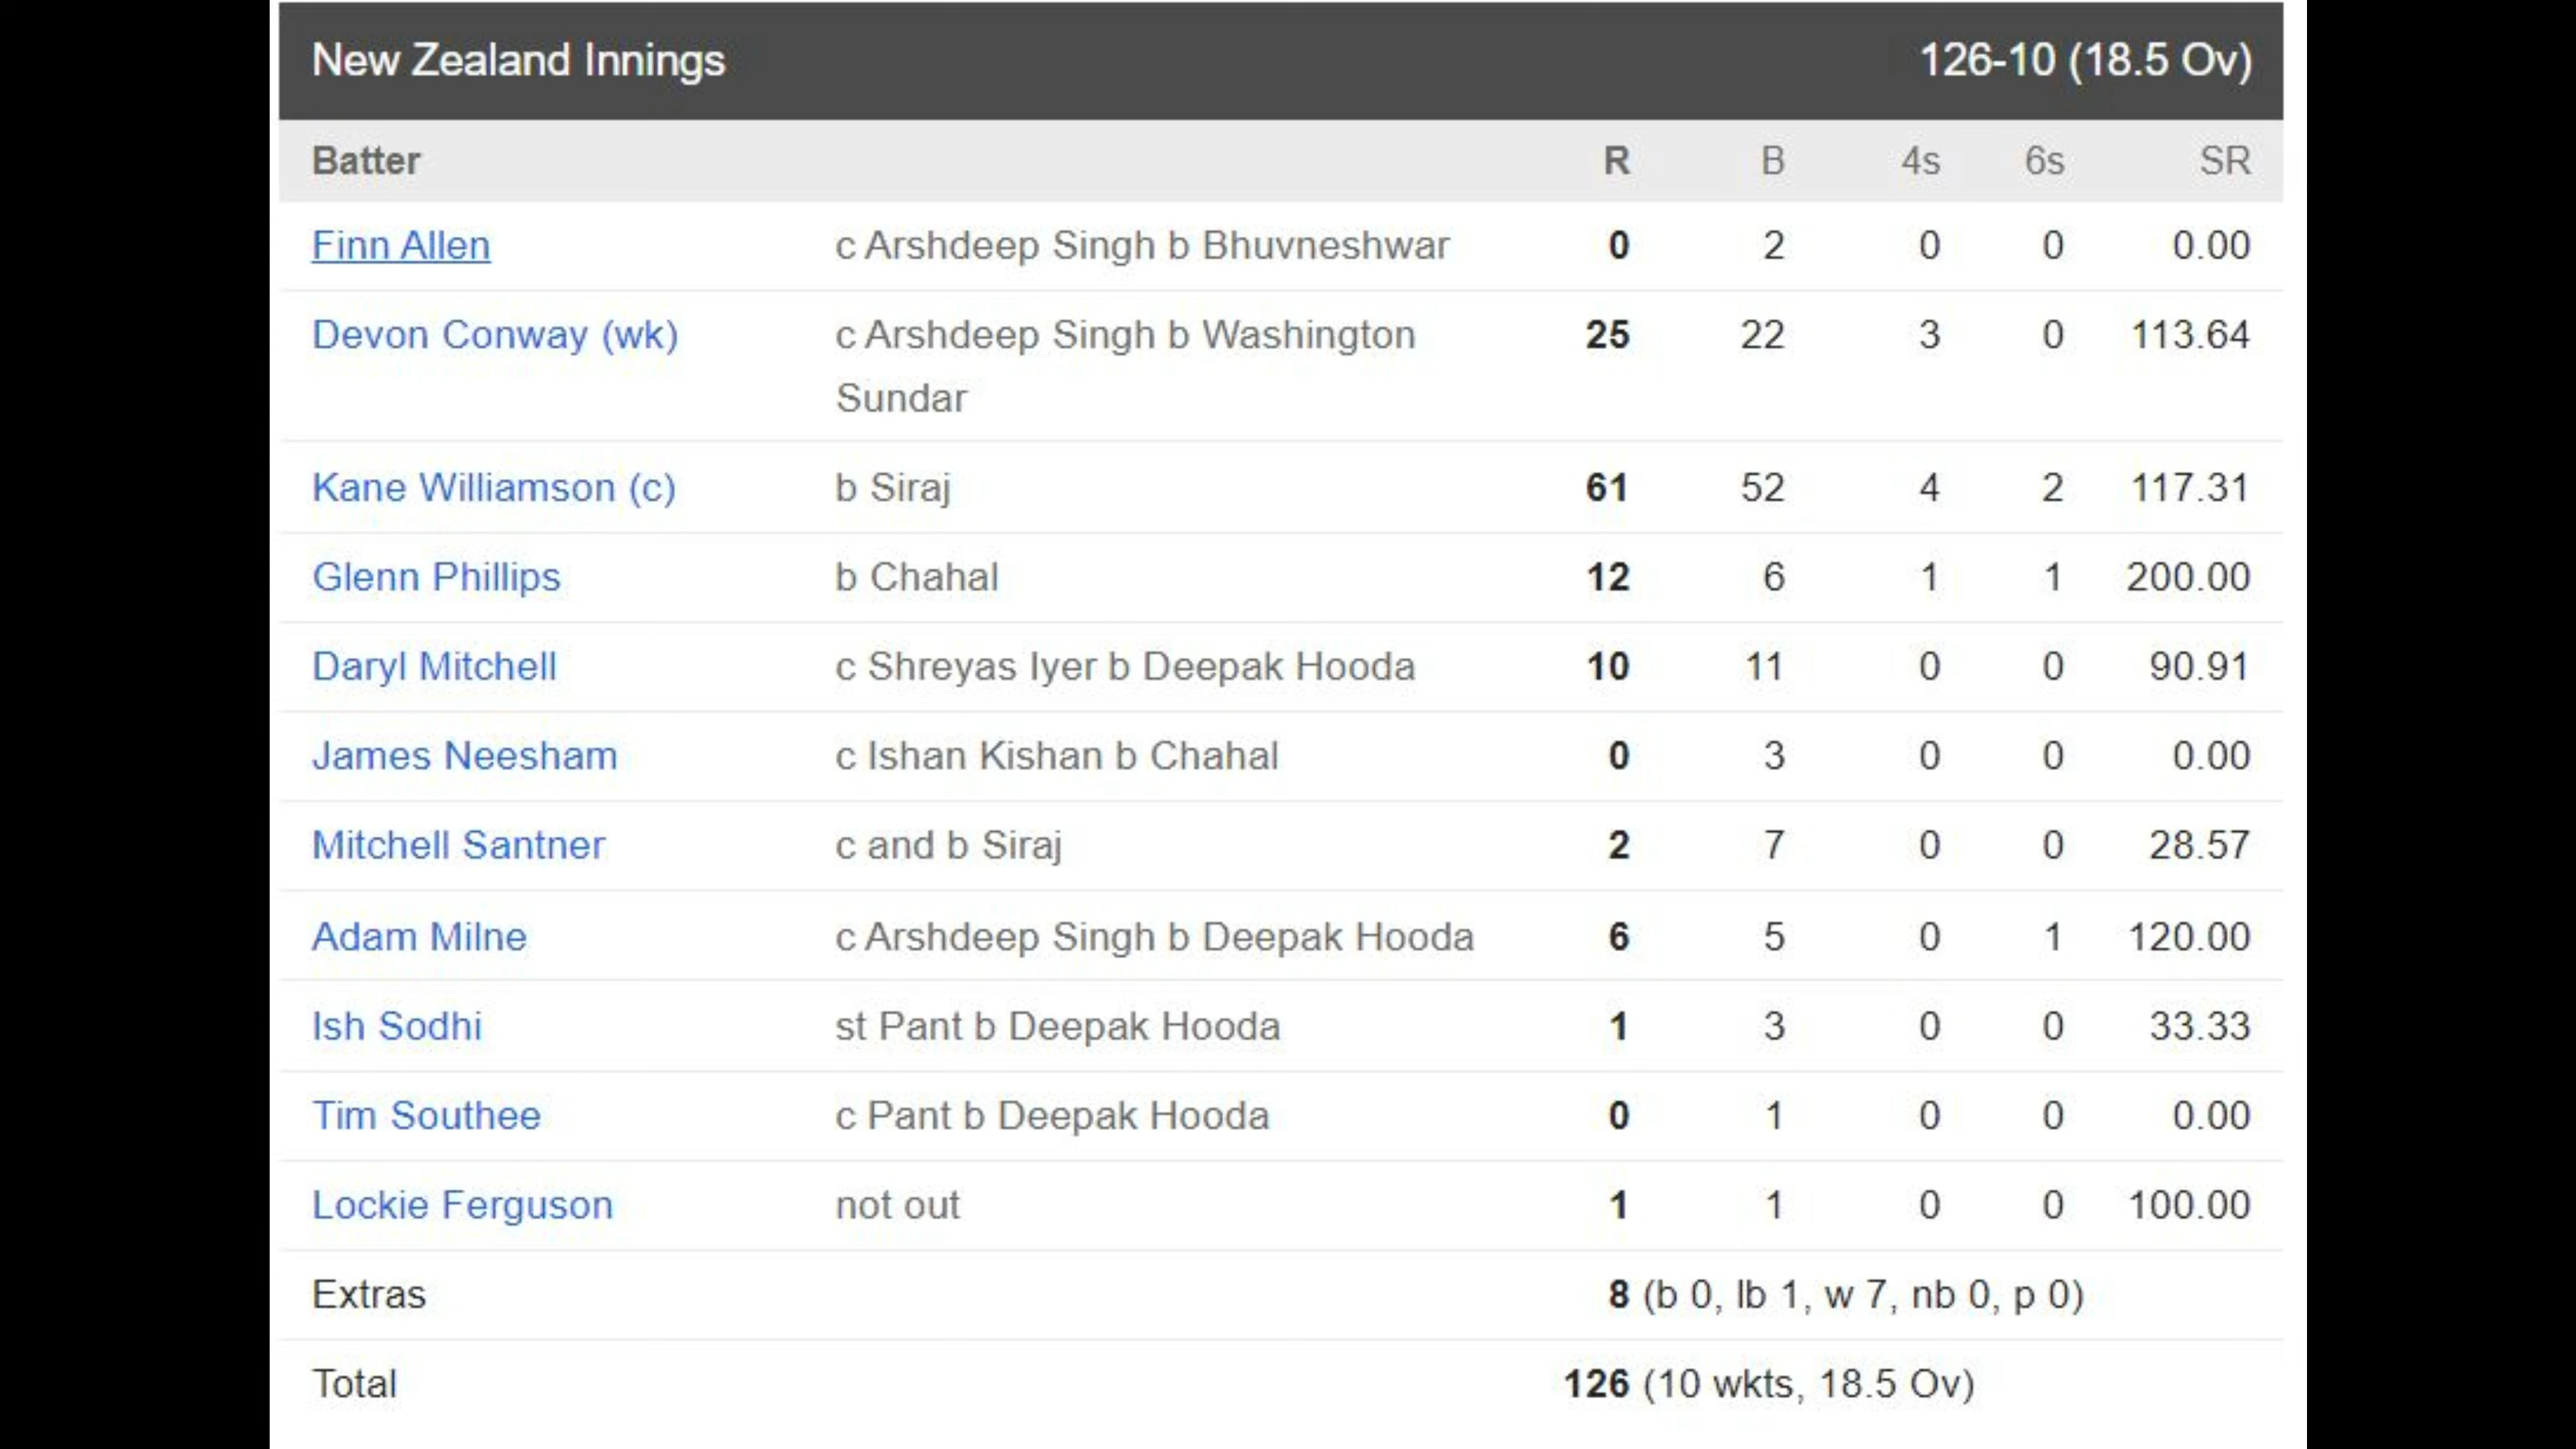 New Zealand Innings 126-10 (18.5 Ov)
Batter R B 4s 6s SR
Finn Allen c Arshdeep Singh b Bhuvneshwar 0 2 0 0 0.00
Devon Conway (wk) c Arshdeep Singh b Washington 25 22 3 0 113.64
Sundar
Kane Williamson (c) b Siraj 61 52 4 2 117.31
Glenn Phillips b Chahal 12 6 1 1 200.00
Daryl Mitchell c Shreyas Iyer b Deepak Hooda 10 11 0 0 90.91
James Neesham c Ishan Kishan b Chahal 0 3 0 0 0.00
Mitchell Santner c and b Siraj 2 7 0 0 28.57
Adam Milne c Arshdeep Singh b Deepak Hooda 6 5 0 1 120.00
Ish Sodhi st Pant b Deepak Hooda 1 3 0 0 33.33
Tim Southee c Pant b Deepak Hooda 0 1 0 0 0.00
Lockie Ferguson not out 1 1 0 0 100.00
Extras 8 (b 0, lb 1, w 7, nb 0, p 0)
Total 126 (10 wkts, 18.5 Ov)